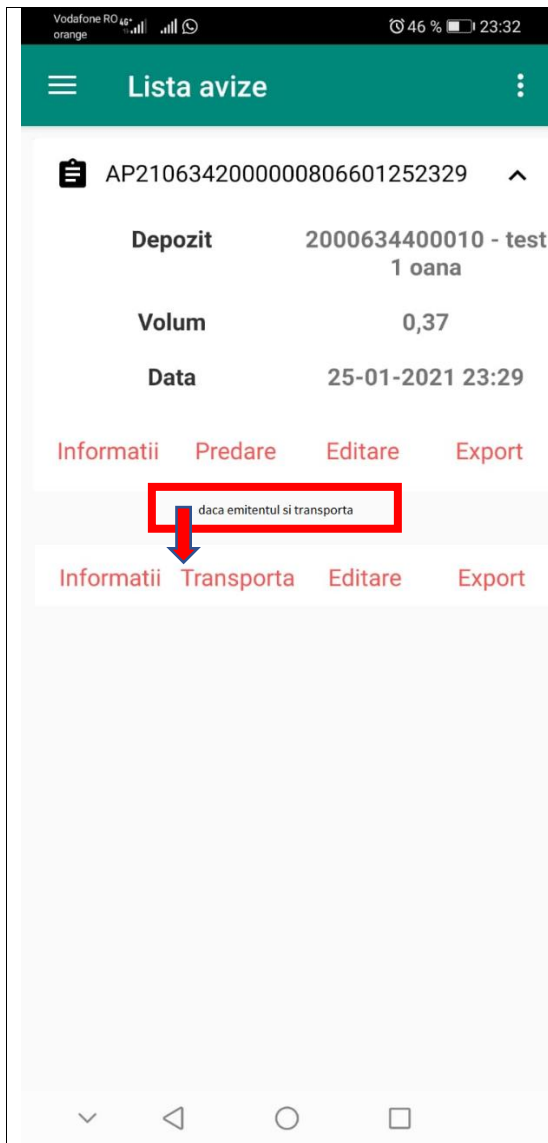 Vodafone RO 4G+
orange
46 % 23:32
Lista avize
AP2106342000000806601252329
Depozit 2000634400010 - test
1 oana
Volum 0,37
Data 25-01-2021 23:29
Informatii Predare Editare Export
daca emitentul si transporta
Informatii Transporta Editare Export